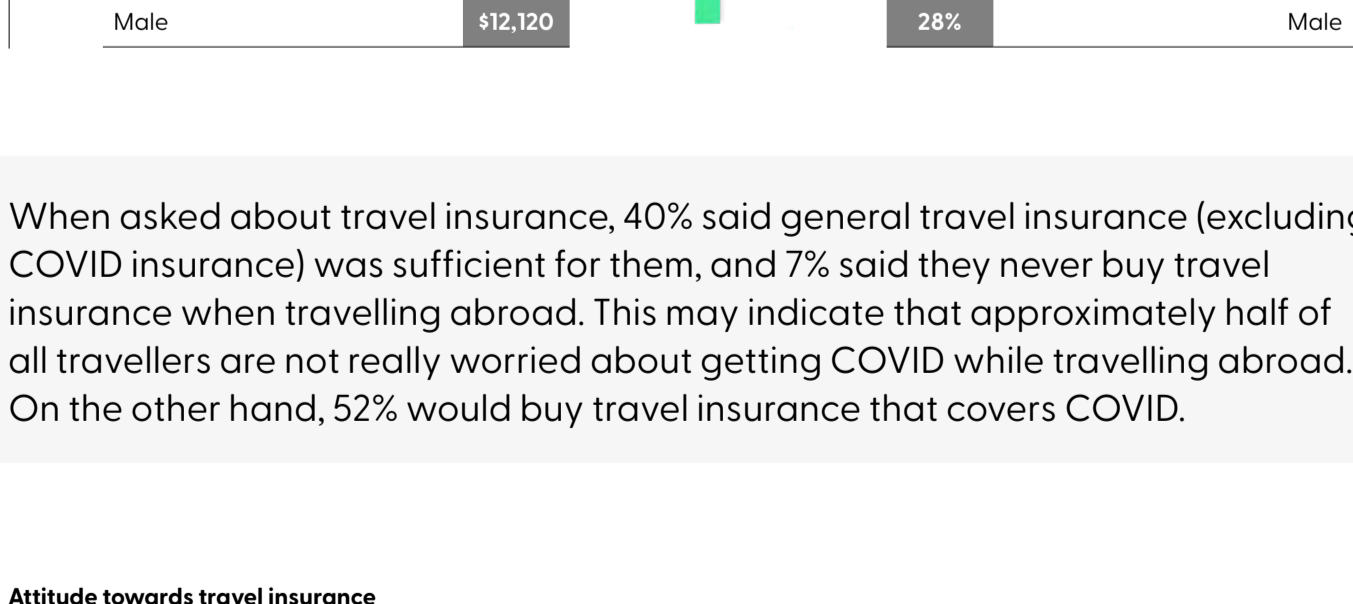 Male $12,120 28% Male
When asked about travel insurance, 40% said general travel insurance (excluding
COVID insurance) was sufficient for them, and 7% said they never buy travel
insurance when travelling abroad. This may indicate that approximately half of
all travellers are not really worried about getting COVID while travelling abroad.
On the other hand, 52% would buy travel insurance that covers COVID.
Attitude towards travel insurance